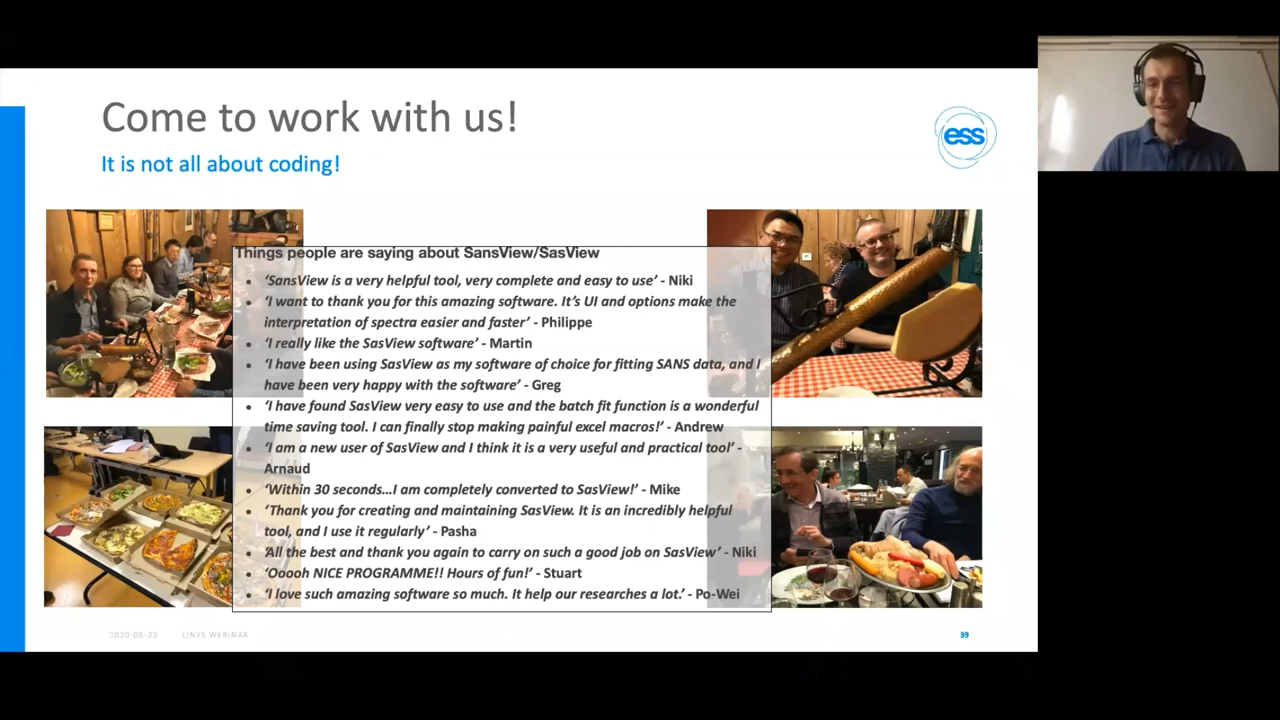 Come to work with us!
It is not all about coding!
ess
Things people are saying about SansView/SasView
• ‘SansView is a very helpful tool, very complete and easy to use’ - Niki
• ‘I want to thank you for this amazing software. It’s UI and options make the
interpretation of spectra easier and faster’ - Philippe
• ‘I really like the SasView software’ - Martin
• ‘I have been using SasView as my software of choice for fitting SANS data, and I
have been very happy with the software’ - Greg
• ‘I have found SasView very easy to use and the batch fit function is a wonderful
time saving tool. I can finally stop making painful excel macros!’ - Andrew
• ‘I am a new user of SasView and I think it is a very useful and practical tool’ -
Arnaud
• ‘Within 30 seconds...I am completely converted to SasView!’ - Mike
• ‘Thank you for creating and maintaining SasView. It is an incredibly helpful
tool, and I use it regularly’ - Pasha
• ‘All the best and thank you again to carry on such a good job on SasView’ - Niki
• ‘Ooooh NICE PROGRAMME!! Hours of fun!’ - Stuart
• ‘I love such amazing software so much. It help our researches a lot.’ - Po-Wei
2020-06-22 LINXS WEBINAR
39